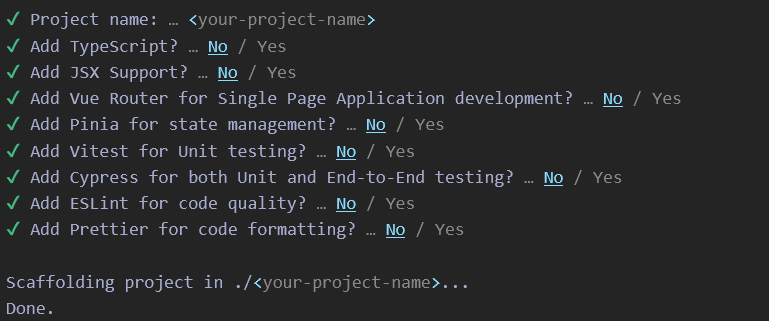 ✓ Project name: … <your-project-name>
✓ Add TypeScript? … No / Yes
✓ Add JSX Support? … No / Yes
✓ Add Vue Router for Single Page Application development? … No / Yes
✓ Add Pinia for state management? … No / Yes
✓ Add Vitest for Unit testing? … No / Yes
✓ Add Cypress for both Unit and End-to-End testing? … No / Yes
✓ Add ESLint for code quality? … No / Yes
✓ Add Prettier for code formatting? … No / Yes

Scaffolding project in ./<your-project-name>...
Done.